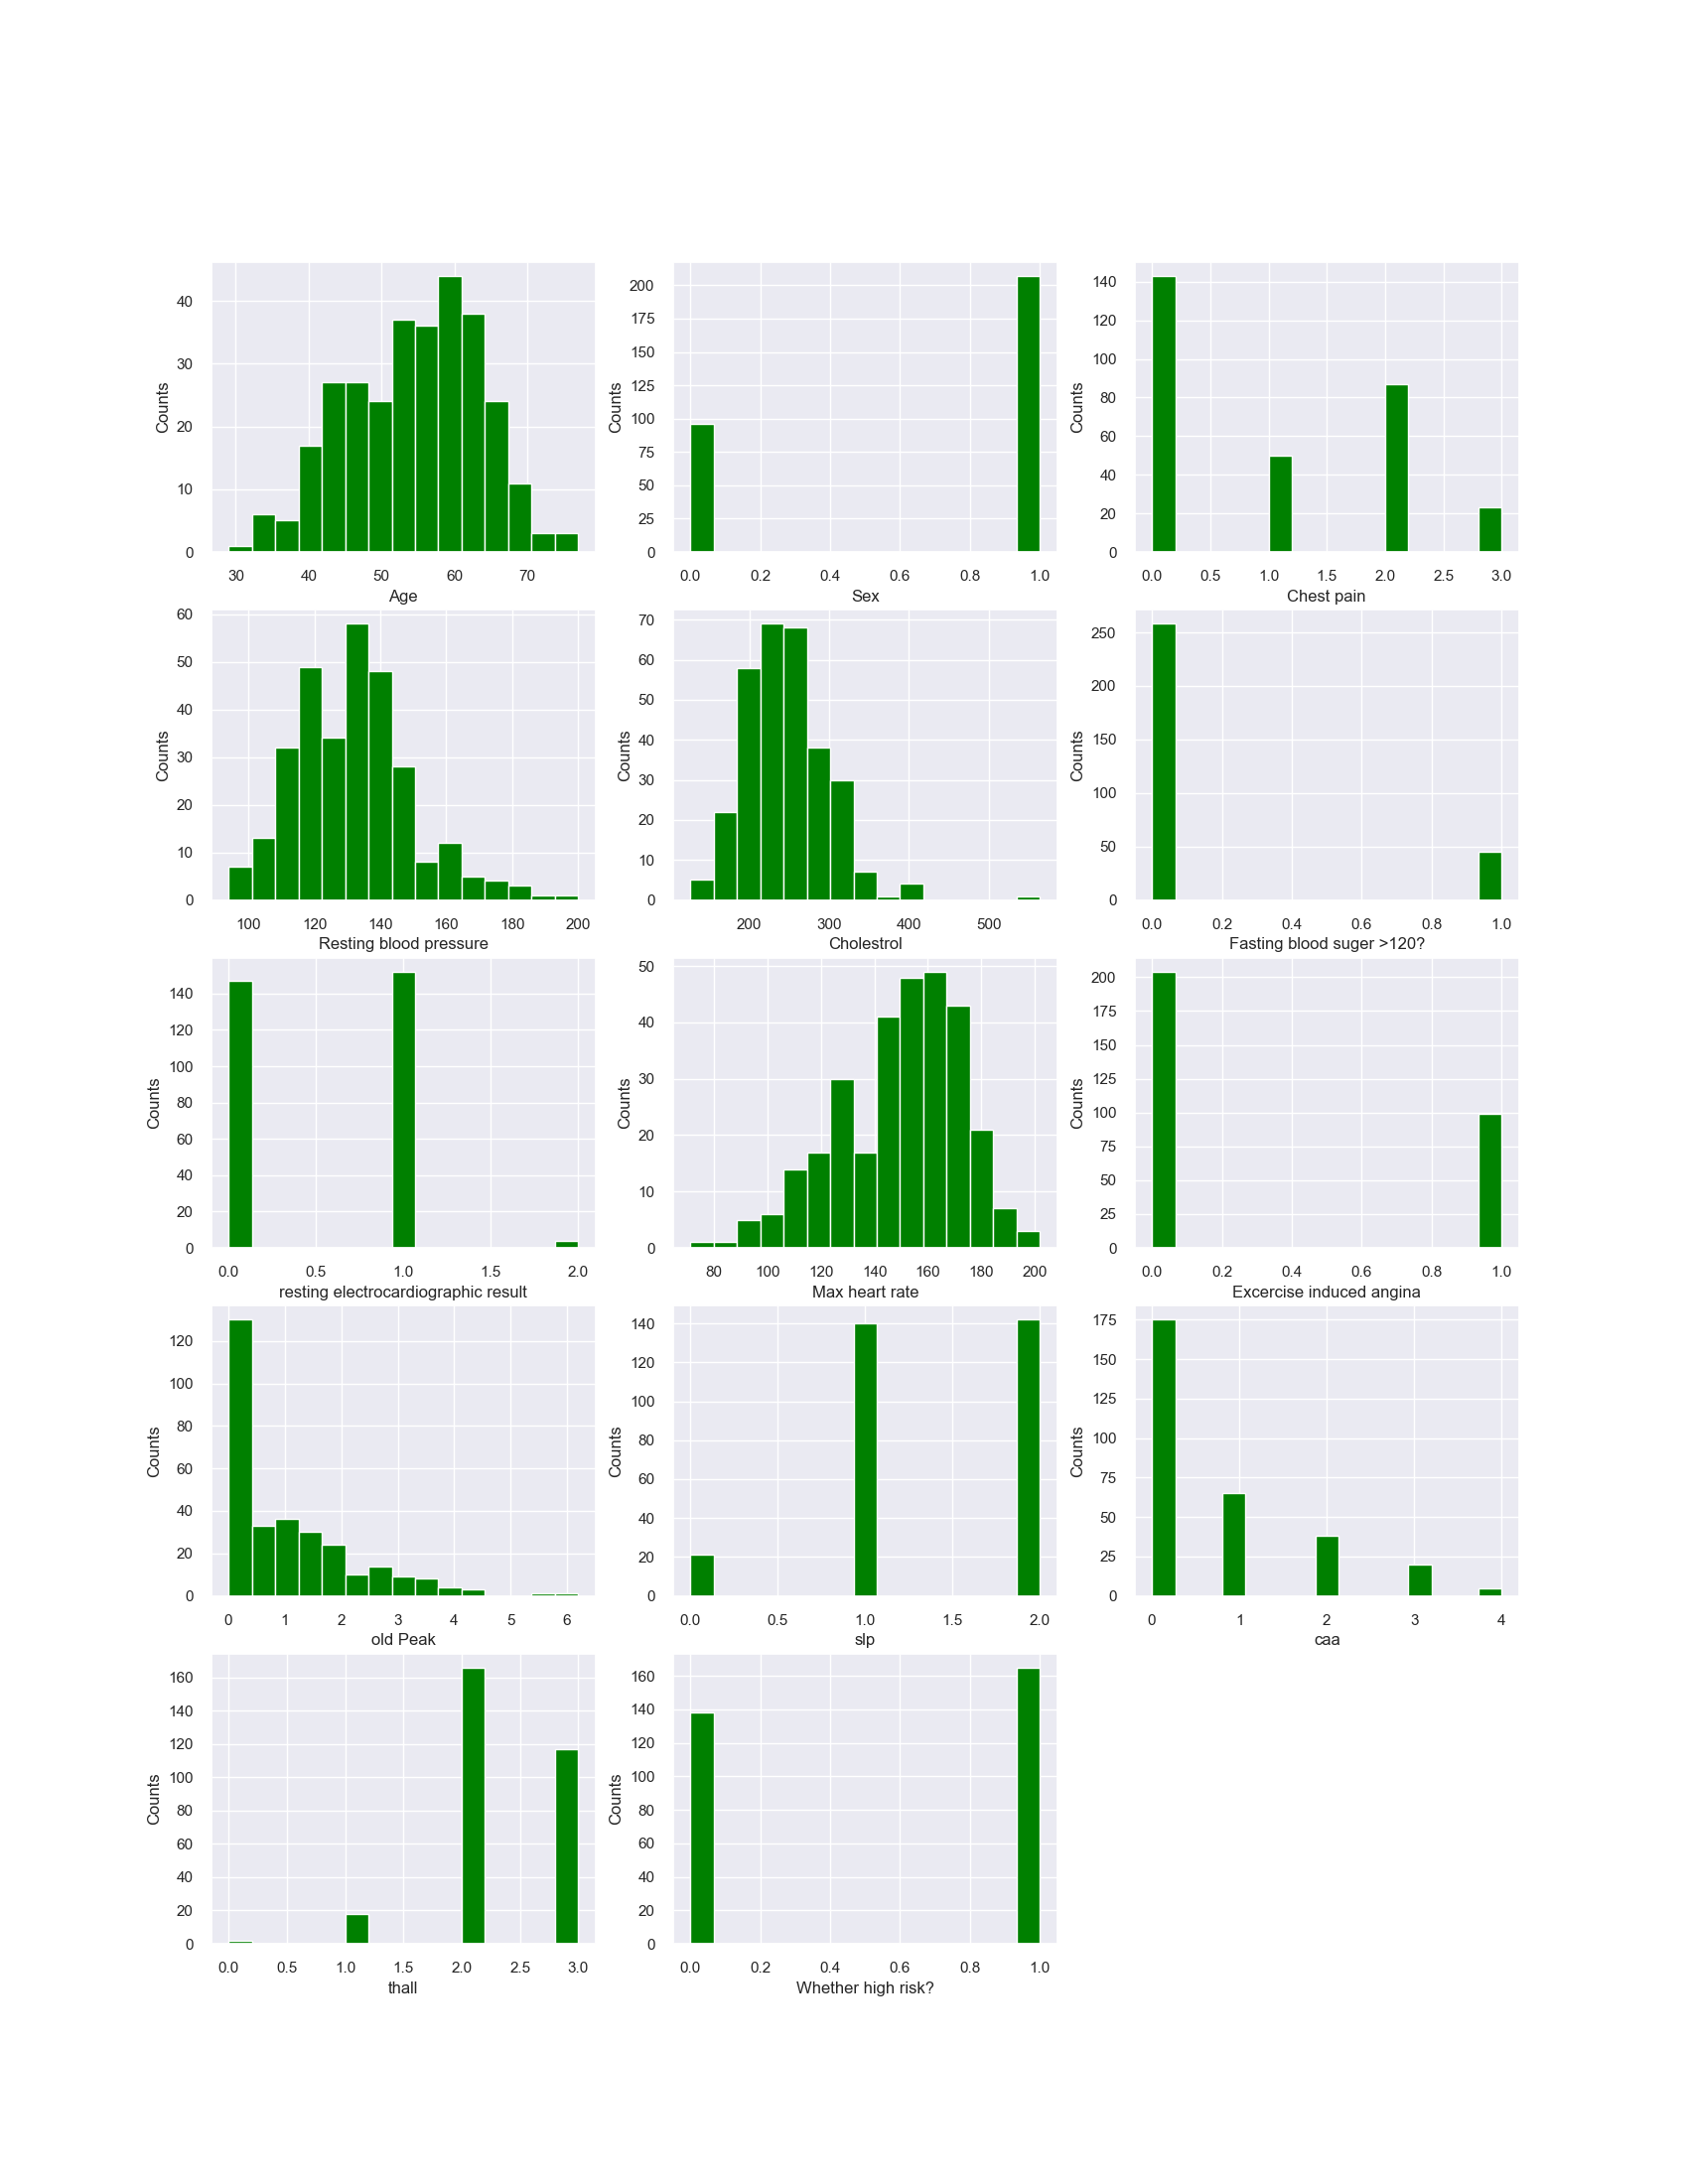 40
30
20
10
0
Counts
30 40 50 60 70
Age
200
175
150
125
100
75
50
25
0
Counts
0.0 0.2 0.4 0.6 0.8 1.0
Sex
140
120
100
80
60
40
20
0
Counts
0.0 0.5 1.0 1.5 2.0 2.5 3.0
Chest pain
60
50
40
30
20
10
0
Counts
100 120 140 160 180 200
Resting blood pressure
70
60
50
40
30
20
10
0
Counts
200 300 400 500
Cholestrol
250
200
150
100
50
0
Counts
0.0 0.2 0.4 0.6 0.8 1.0
Fasting blood suger >120?
140
120
100
80
60
40
20
0
Counts
0.0 0.5 1.0 1.5 2.0
resting electrocardiographic result
50
40
30
20
10
0
Counts
80 100 120 140 160 180 200
Max heart rate
200
175
150
125
100
75
50
25
0
Counts
0.0 0.2 0.4 0.6 0.8 1.0
Excercise induced angina
120
100
80
60
40
20
0
Counts
0 1 2 3 4 5 6
old Peak
140
120
100
80
60
40
20
0
Counts
0.0 0.5 1.0 1.5 2.0
slp
175
150
125
100
75
50
25
0
Counts
0 1 2 3 4
caa
160
140
120
100
80
60
40
20
0
Counts
0.0 0.5 1.0 1.5 2.0 2.5 3.0
thall
160
140
120
100
80
60
40
20
0
Counts
0.0 0.2 0.4 0.6 0.8 1.0
Whether high risk?